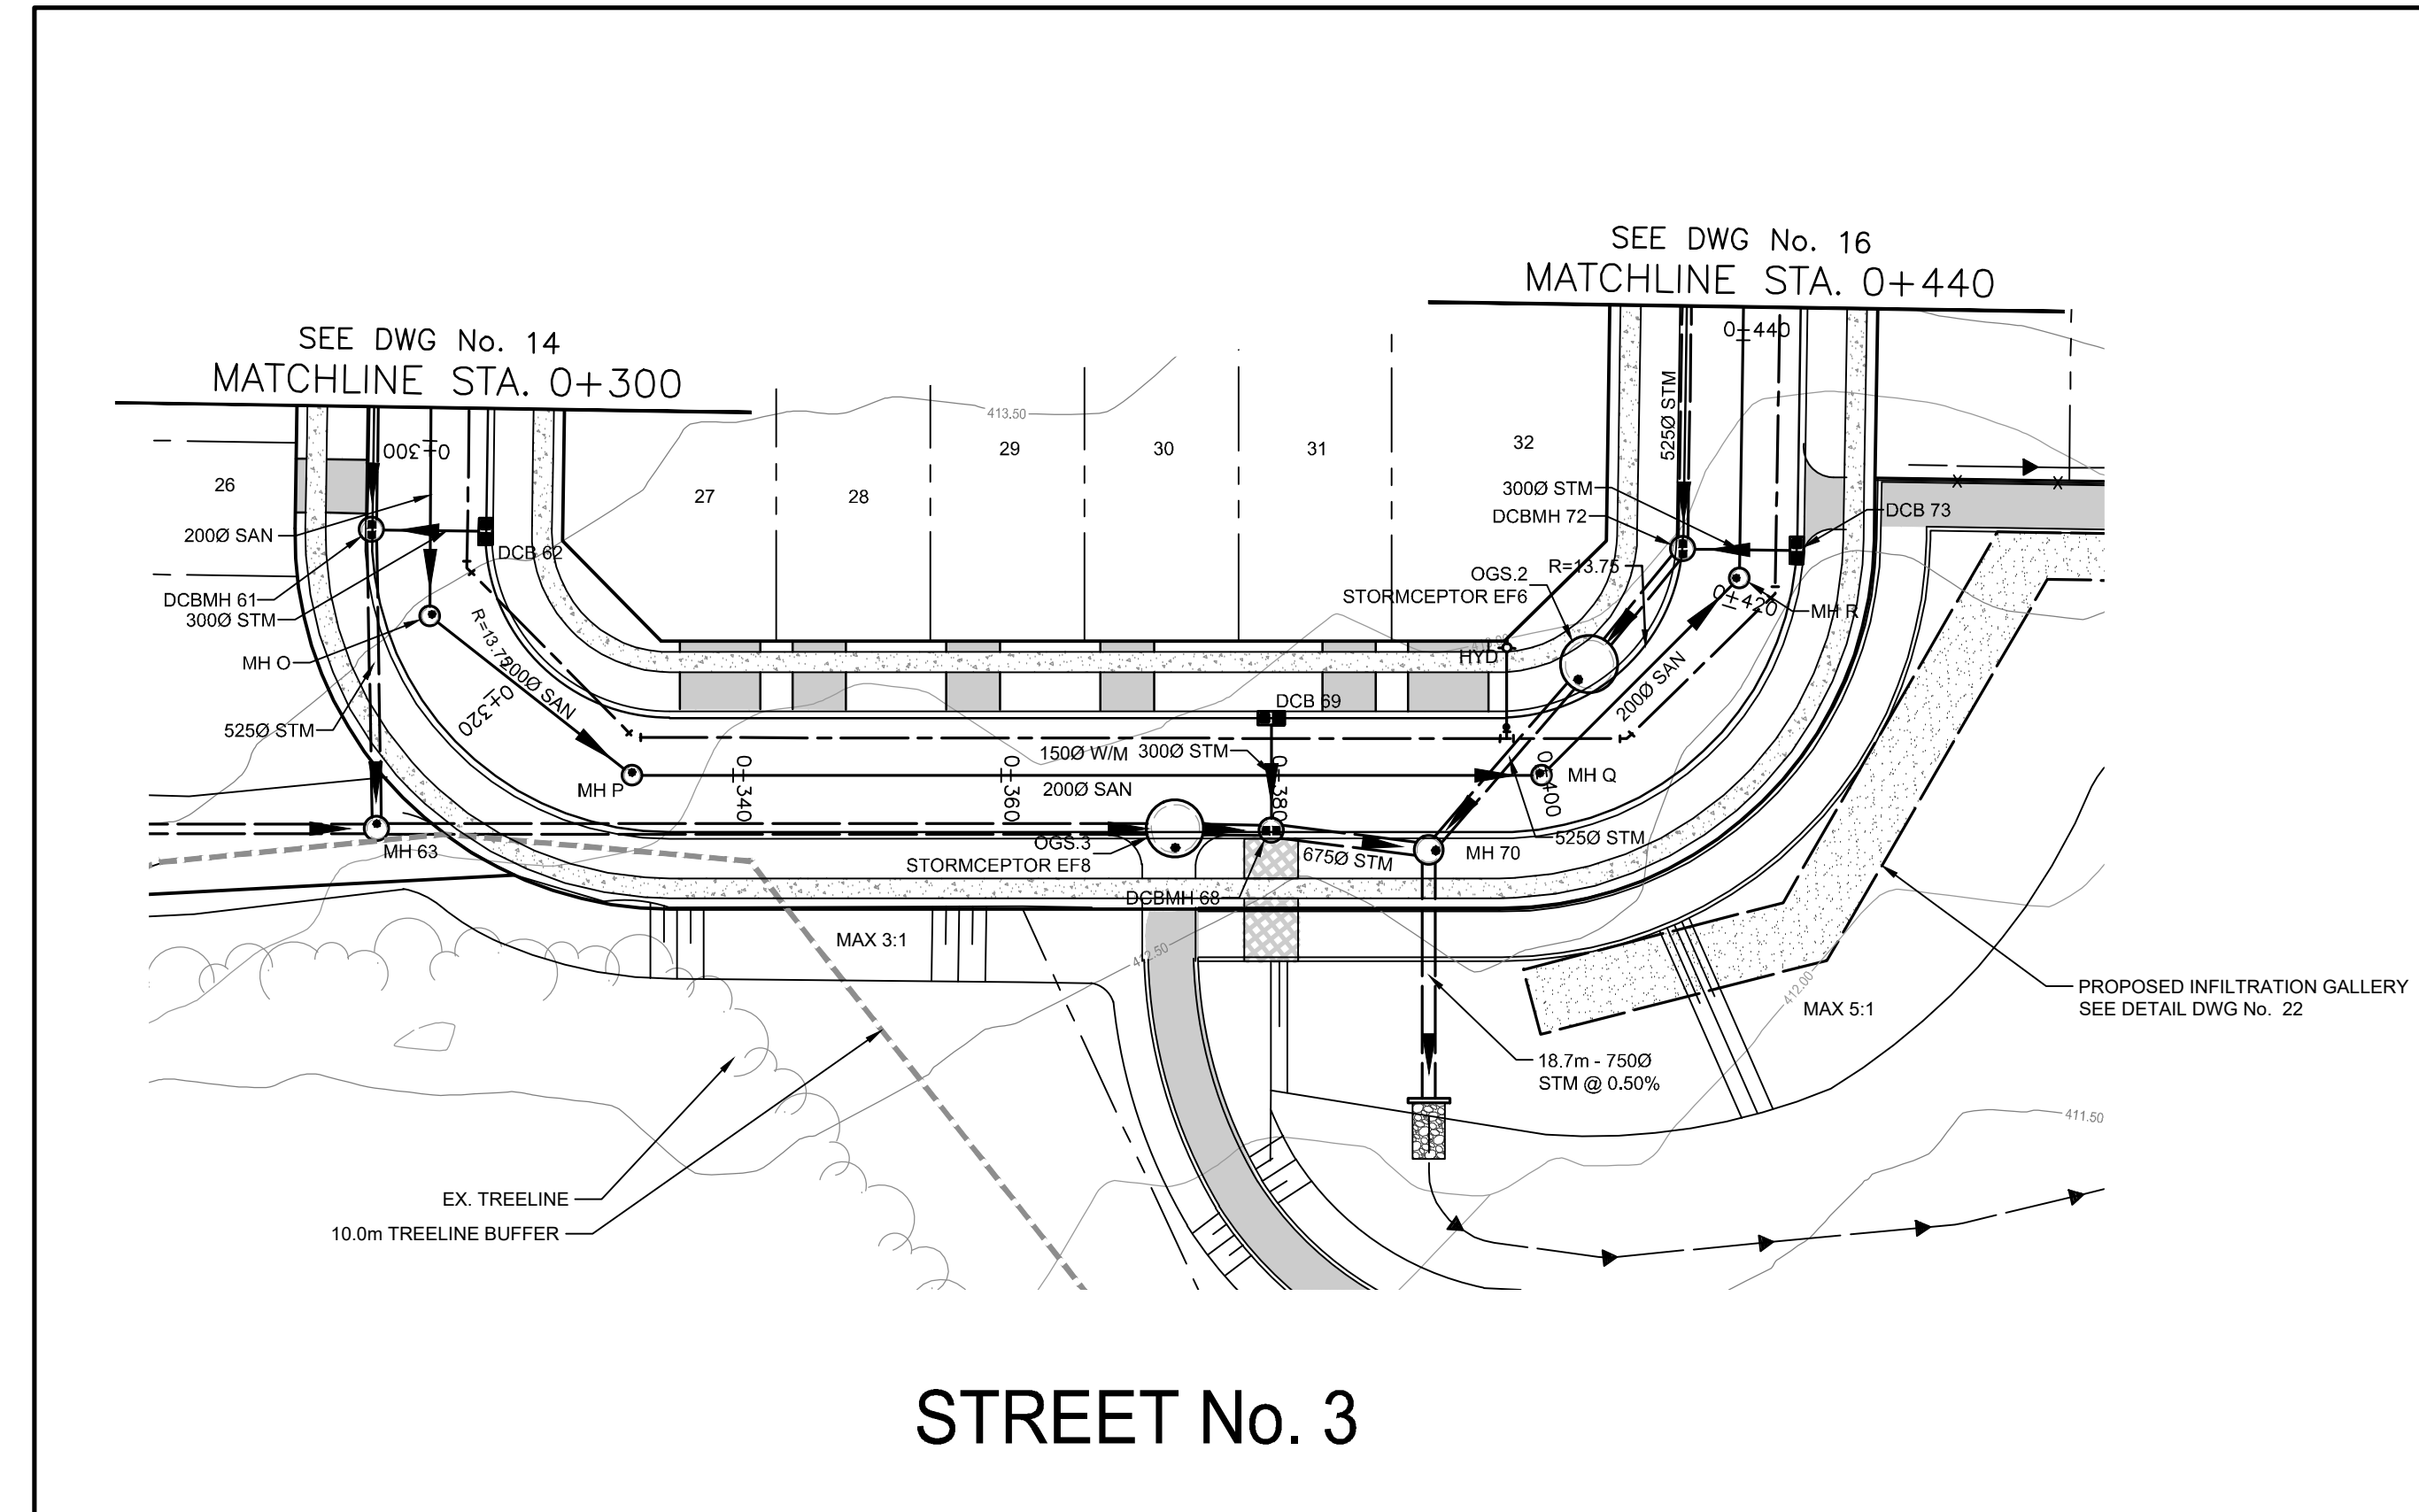 SEE DWG No. 16
MATCHLINE STA. 0+440
SEE DWG No. 14
MATCHLINE STA. 0+300
0+440
413.50
0+300
525Ø STM
26
27
28
29
30
31
32
300Ø STM
DCBMH 72
DCB 73
200Ø SAN
DCB 62
OGS.2
STORMCEPTOR EF6
R=13.75
DCBMH 61
300Ø STM
0+420
MH R
R=13.75
MH O
HYD
200Ø SAN
200Ø SAN
0+320
DCB 69
525Ø STM
150Ø W/M
300Ø STM
0+340
0+360
0+380
0+400
MH P
200Ø SAN
MH Q
MH 63
OGS.3
STORMCEPTOR EF8
675Ø STM
MH 70
525Ø STM
DCBMH 68
MAX 3:1
412.50
412.00
PROPOSED INFILTRATION GALLERY
SEE DETAIL DWG No. 22
MAX 5:1
18.7m - 750Ø
STM @ 0.50%
411.50
EX. TREELINE
10.0m TREELINE BUFFER
STREET No. 3